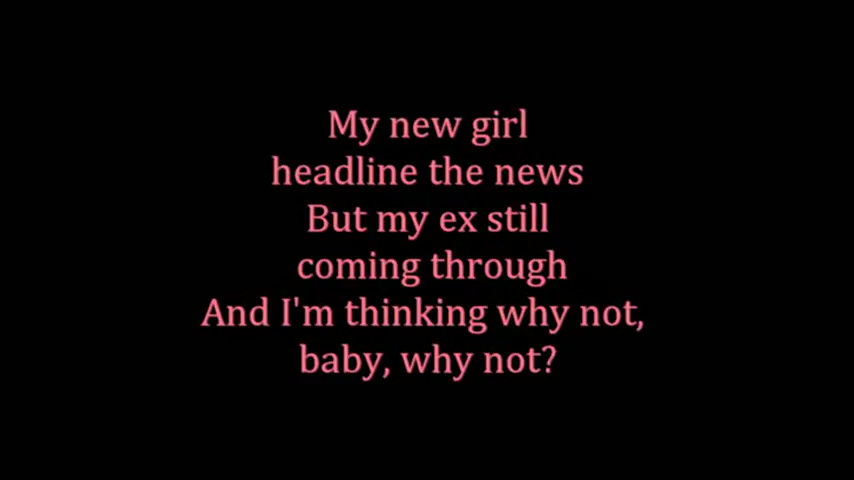 My new girl
headline the news
But my ex still
coming through
And I'm thinking why not,
baby, why not?